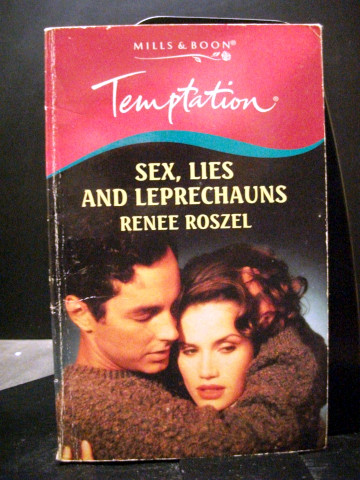 MILLS & BOON®
Temptation®
SEX, LIES
AND LEPRECHAUNS
RENEE ROSZEL